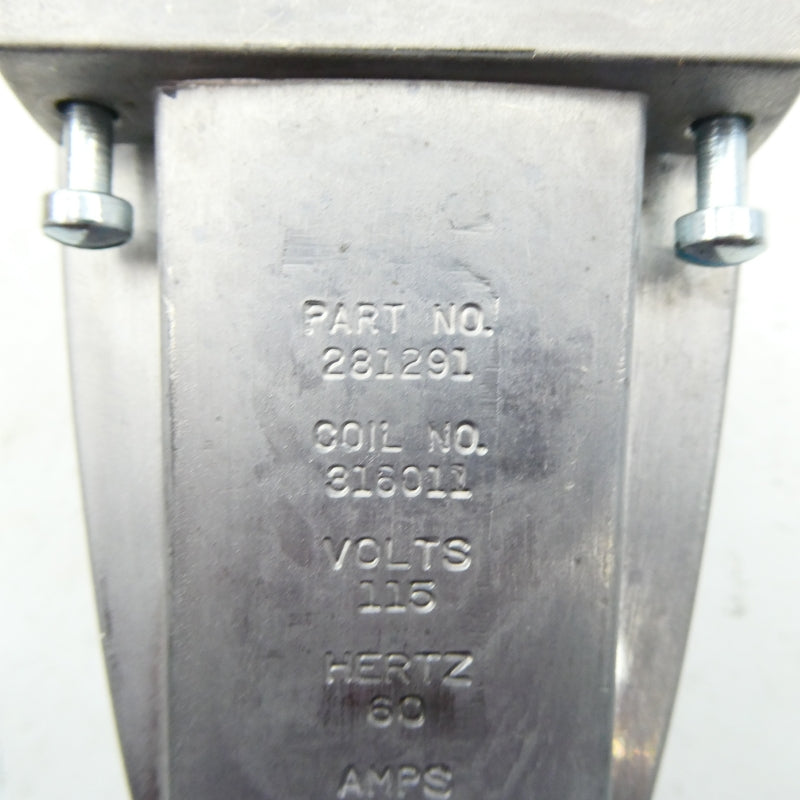 PART NO.
281291
COIL NO.
316011
VOLTS
115
HERTZ
60
AMPS